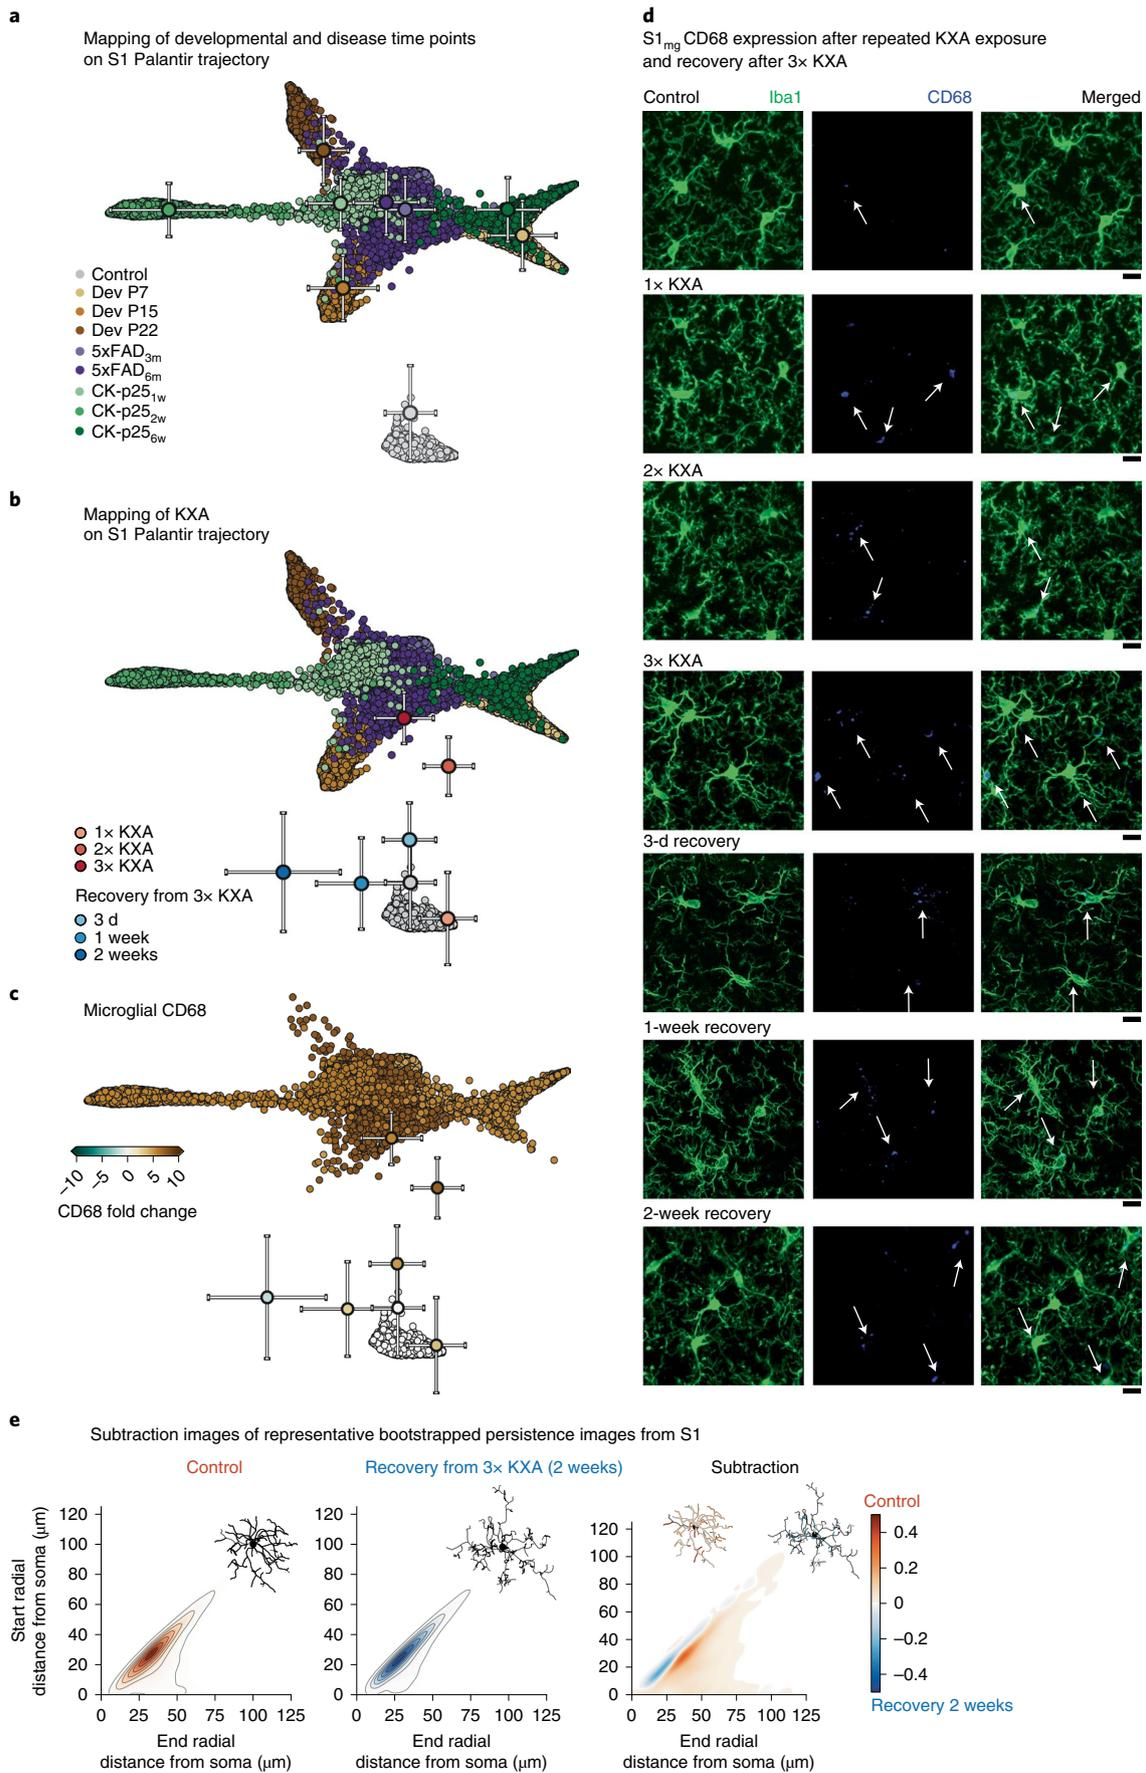 a
Mapping of developmental and disease time points
on S1 Palantir trajectory
Control
Dev P7
Dev P15
Dev P22
5xFAD3m
5xFAD6m
CK-p251w
CK-p252w
CK-p256w
b
Mapping of KXA
on S1 Palantir trajectory
1× KXA
2× KXA
3× KXA
Recovery from 3× KXA
3 d
1 week
2 weeks
c
Microglial CD68
−10 −5 0 5 10
CD68 fold change
d
S1mg CD68 expression after repeated KXA exposure
and recovery after 3× KXA
Control Iba1 CD68 Merged
1× KXA
2× KXA
3× KXA
3-d recovery
1-week recovery
2-week recovery
e
Subtraction images of representative bootstrapped persistence images from S1
Control
Start radial
distance from soma (μm)
120
100
80
60
40
20
0
0 25 50 75 100 125
End radial
distance from soma (μm)
Recovery from 3× KXA (2 weeks)
120
100
80
60
40
20
0
0 25 50 75 100 125
End radial
distance from soma (μm)
Subtraction
120
100
80
60
40
20
0
0 25 50 75 100 125
End radial
distance from soma (μm)
Control
0.4
0.2
0
−0.2
−0.4
Recovery 2 weeks